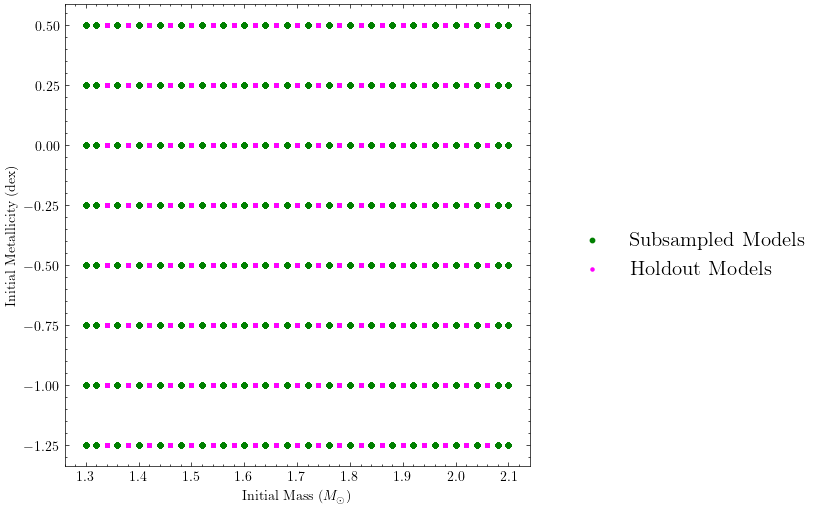 0.50
0.25
0.00
−0.25
−0.50
−0.75
−1.00
−1.25
Initial Metallicity (dex)
1.3 1.4 1.5 1.6 1.7 1.8 1.9 2.0 2.1
Initial Mass (M☉)
Subsampled Models
Holdout Models